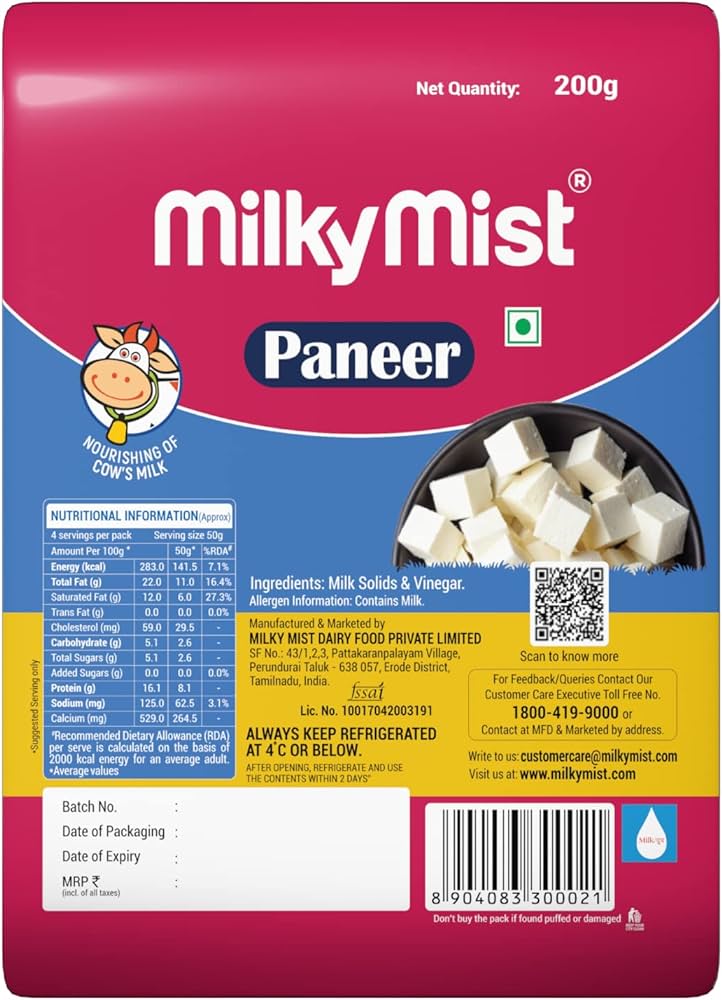 Net Quantity: 200g
MilkyMist®
Paneer
NOURISHING OF
COW'S MILK
NUTRITIONAL INFORMATION(Approx)
4 servings per pack Serving size 50g
Amount Per 100g* 50g* %RDA#
Energy (kcal) 283.0 141.5 7.1%
Total Fat (g) 22.0 11.0 16.4%
Saturated Fat (g) 12.0 6.0 27.3%
Trans Fat (g) 0.0 0.0 0.0%
Cholesterol (mg) 59.0 29.5 -
Carbohydrate (g) 5.1 2.6 -
Total Sugars (g) 5.1 2.6 -
Added Sugars (g) 0.0 0.0 0.0%
Protein (g) 16.1 8.1 -
Sodium (mg) 125.0 62.5 3.1%
Calcium (mg) 529.0 264.5 -
#Recommended Dietary Allowance (RDA)
per serve is calculated on the basis of
2000 kcal energy for an average adult.
*Average values
*Suggested Serving only
Ingredients: Milk Solids & Vinegar.
Allergen Information: Contains Milk.
Manufactured & Marketed by
MILKY MIST DAIRY FOOD PRIVATE LIMITED
SF No.: 43/1,2,3, Pattakaranpalayam Village,
Perundurai Taluk - 638 057, Erode District,
Tamilnadu, India.
fssai
Lic. No. 10017042003191
ALWAYS KEEP REFRIGERATED
AT 4°C OR BELOW.
AFTER OPENING, REFRIGERATE AND USE
THE CONTENTS WITHIN 2 DAYS"
Scan to know more
For Feedback/Queries Contact Our
Customer Care Executive Toll Free No.
1800-419-9000 or
Contact at MFD & Marketed by address.
Write to us: customercare@milkymist.com
Visit us at: www.milkymist.com
Batch No. :
Date of Packaging :
Date of Expiry :
MRP ₹ :
(incl. of all taxes)
8 904083 300021
Don't buy the pack if found puffed or damaged